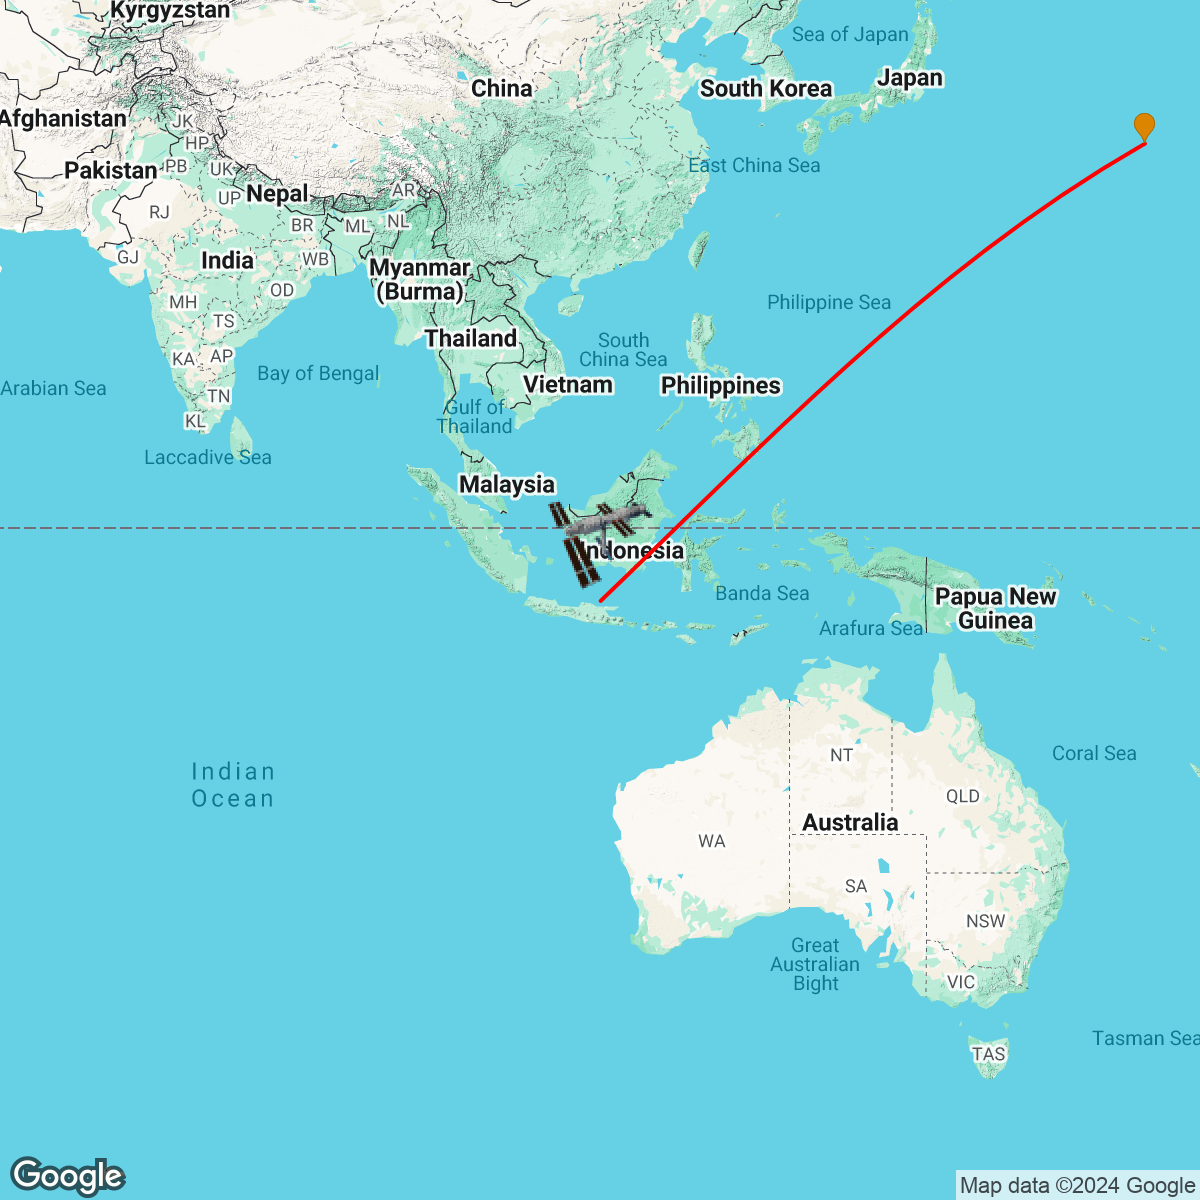 Kyrgyzstan
Sea of Japan
Japan
China
South Korea
Afghanistan
JK
HP
East China Sea
Pakistan
PB
UK
Nepal
AR
UP
RJ
BR
ML
NL
GJ
India
WB
Myanmar
(Burma)
OD
MH
Philippine Sea
TS
Thailand
South
China Sea
KA
AP
Arabian Sea
Bay of Bengal
Vietnam
Philippines
TN
Gulf of
Thailand
KL
Laccadive Sea
Malaysia
Indonesia
Banda Sea
Papua New
Guinea
Arafura Sea
Indian
Ocean
NT
Coral Sea
QLD
Australia
WA
SA
NSW
Great
Australian
Bight
VIC
Tasman Sea
TAS
Google
Map data ©2024 Google